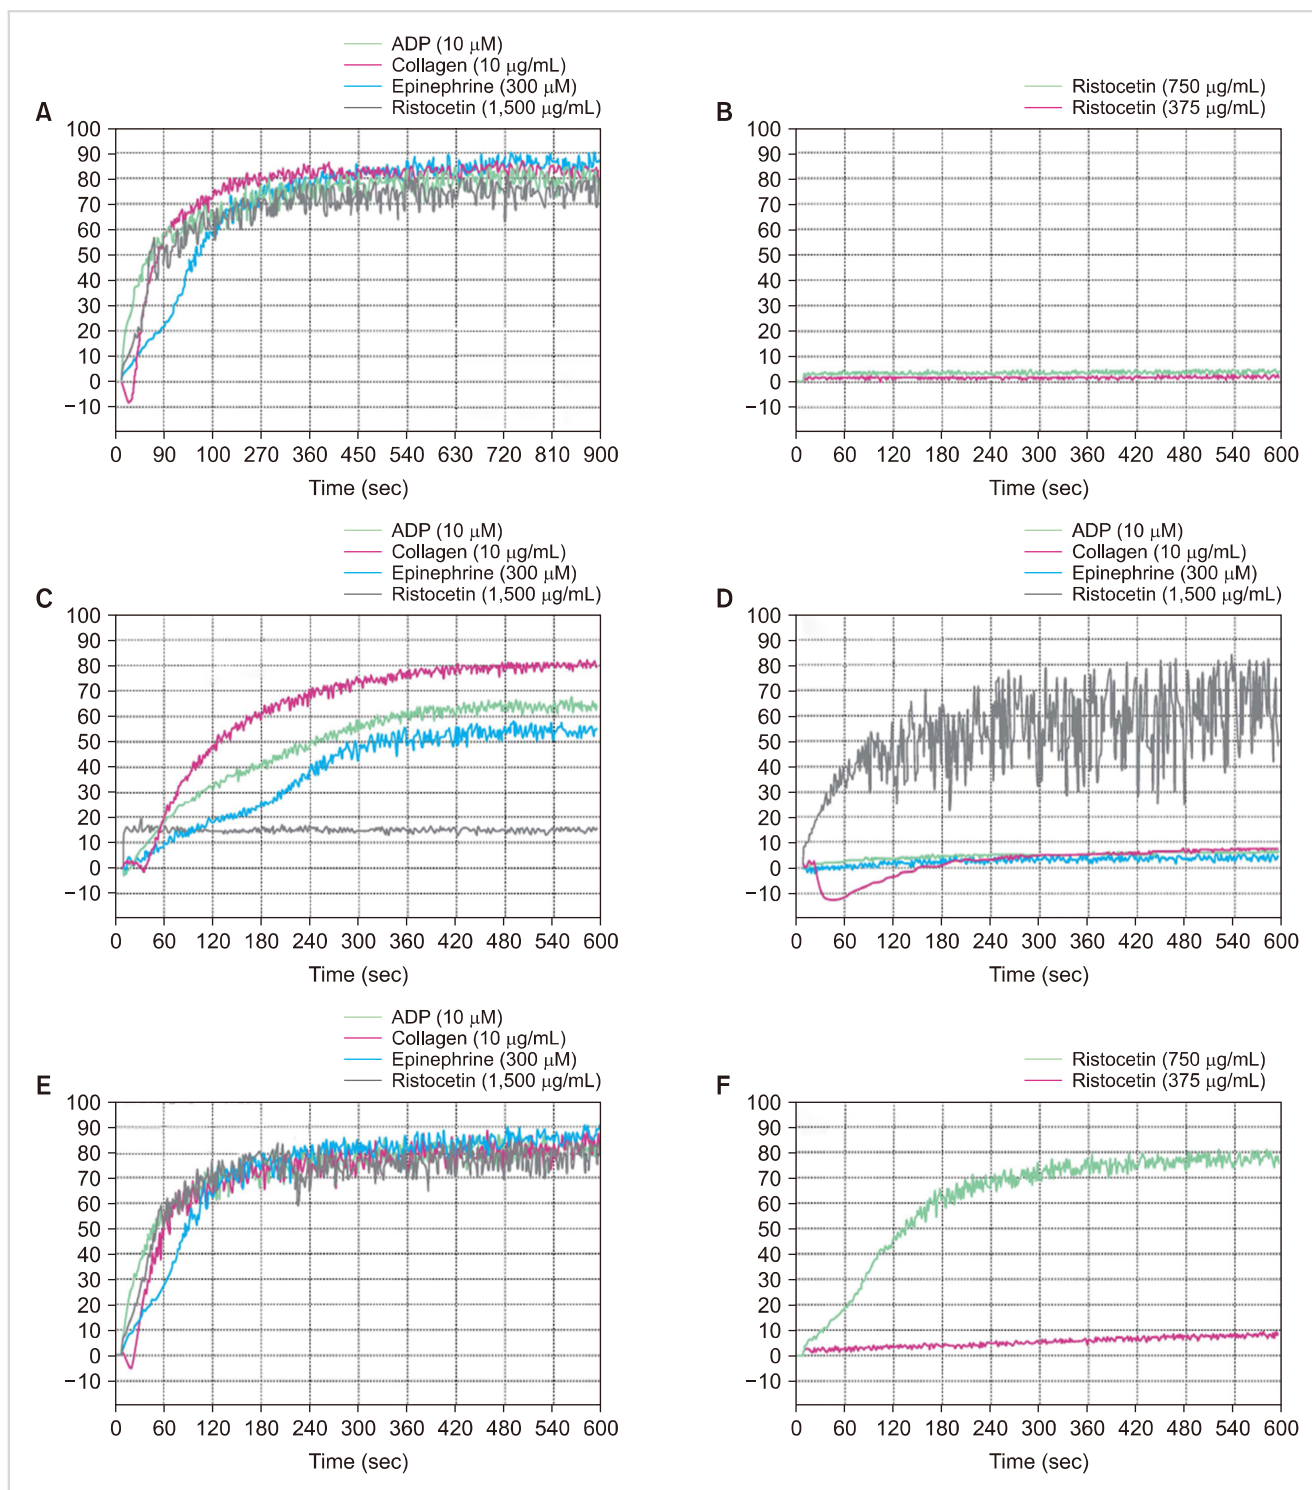 ADP (10 μM)
Collagen (10 μg/mL)
Epinephrine (300 μM)
Ristocetin (1,500 μg/mL)
A
100
90
80
70
60
50
40
30
20
10
0
−10
0 90 100 270 360 450 540 630 720 810 900
Time (sec)
Ristocetin (750 μg/mL)
Ristocetin (375 μg/mL)
B
100
90
80
70
60
50
40
30
20
10
0
−10
0 60 120 180 240 300 360 420 480 540 600
Time (sec)
ADP (10 μM)
Collagen (10 μg/mL)
Epinephrine (300 μM)
Ristocetin (1,500 μg/mL)
C
100
90
80
70
60
50
40
30
20
10
0
−10
0 60 120 180 240 300 360 420 480 540 600
Time (sec)
ADP (10 μM)
Collagen (10 μg/mL)
Epinephrine (300 μM)
Ristocetin (1,500 μg/mL)
D
100
90
80
70
60
50
40
30
20
10
0
−10
0 60 120 180 240 300 360 420 480 540 600
Time (sec)
ADP (10 μM)
Collagen (10 μg/mL)
Epinephrine (300 μM)
Ristocetin (1,500 μg/mL)
E
100
90
80
70
60
50
40
30
20
10
0
−10
0 60 120 180 240 300 360 420 480 540 600
Time (sec)
Ristocetin (750 μg/mL)
Ristocetin (375 μg/mL)
F
100
90
80
70
60
50
40
30
20
10
0
−10
0 60 120 180 240 300 360 420 480 540 600
Time (sec)